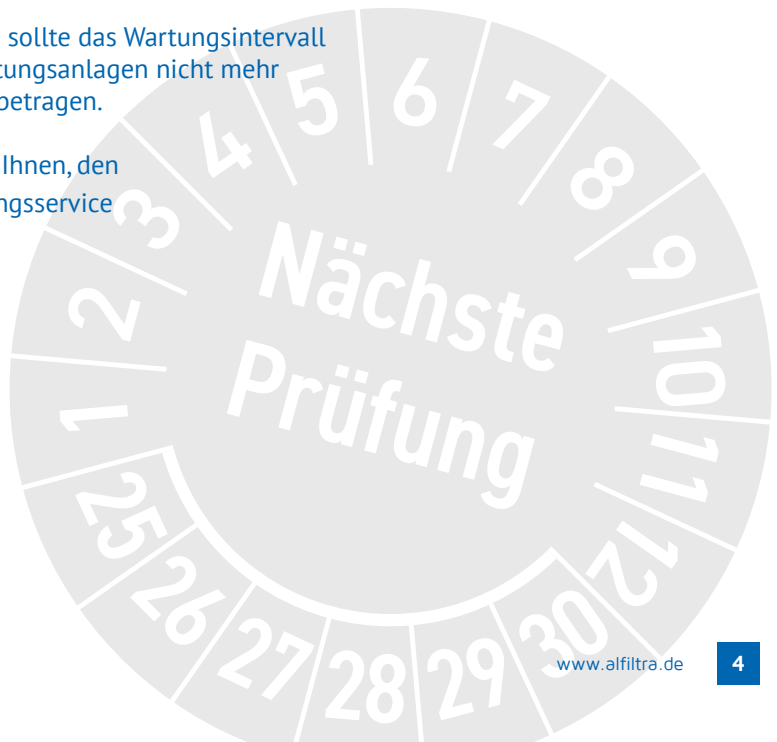 sollte das Wartungsintervall
tungsanlagen nicht mehr
betragen.
Ihnen, den
ngsservice
1 2 3 4 5 6 7 8 9 10 11 12
Nächste
Prüfung
25 26 27 28 29 30
www.alfiltra.de 4